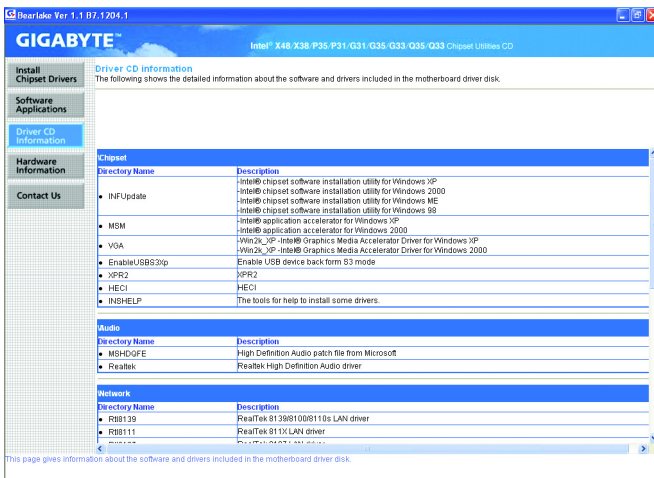 Bearlake Ver 1.1 B7.1204.1
GIGABYTE™
Intel® X48/X38/P35/P31/G31/G35/G33/Q35/Q33 Chipset Utilities CD
Install
Chipset Drivers
Software
Applications
Driver CD
Information
Hardware
Information
Contact Us
Driver CD information
The following shows the detailed information about the software and drivers included in the motherboard driver disk.
\Chipset
Directory Name Description
• INFUpdate
-Intel® chipset software installation utility for Windows XP
-Intel® chipset software installation utility for Windows 2000
-Intel® chipset software installation utility for Windows ME
-Intel® chipset software installation utility for Windows 98
• MSM
-Intel® application accelerator for Windows XP
-Intel® application accelerator for Windows 2000
• VGA
-Win2k_XP -Intel® Graphics Media Accelerator Driver for Windows XP
-Win2k_XP -Intel® Graphics Media Accelerator Driver for Windows 2000
• EnableUSBS3Xp Enable USB device back form S3 mode
• XPR2 XPR2
• HECI HECI
• INSHELP The tools for help to install some drivers.
\Audio
Directory Name Description
• MSHDQFE High Definition Audio patch file from Microsoft
• Realtek Realtek High Definition Audio driver
\Network
Directory Name Description
• Rtl8139 RealTek 8139/8100/8110s LAN driver
• Rtl8111 RealTek 811X LAN driver
This page gives information about the software and drivers included in the motherboard driver disk.